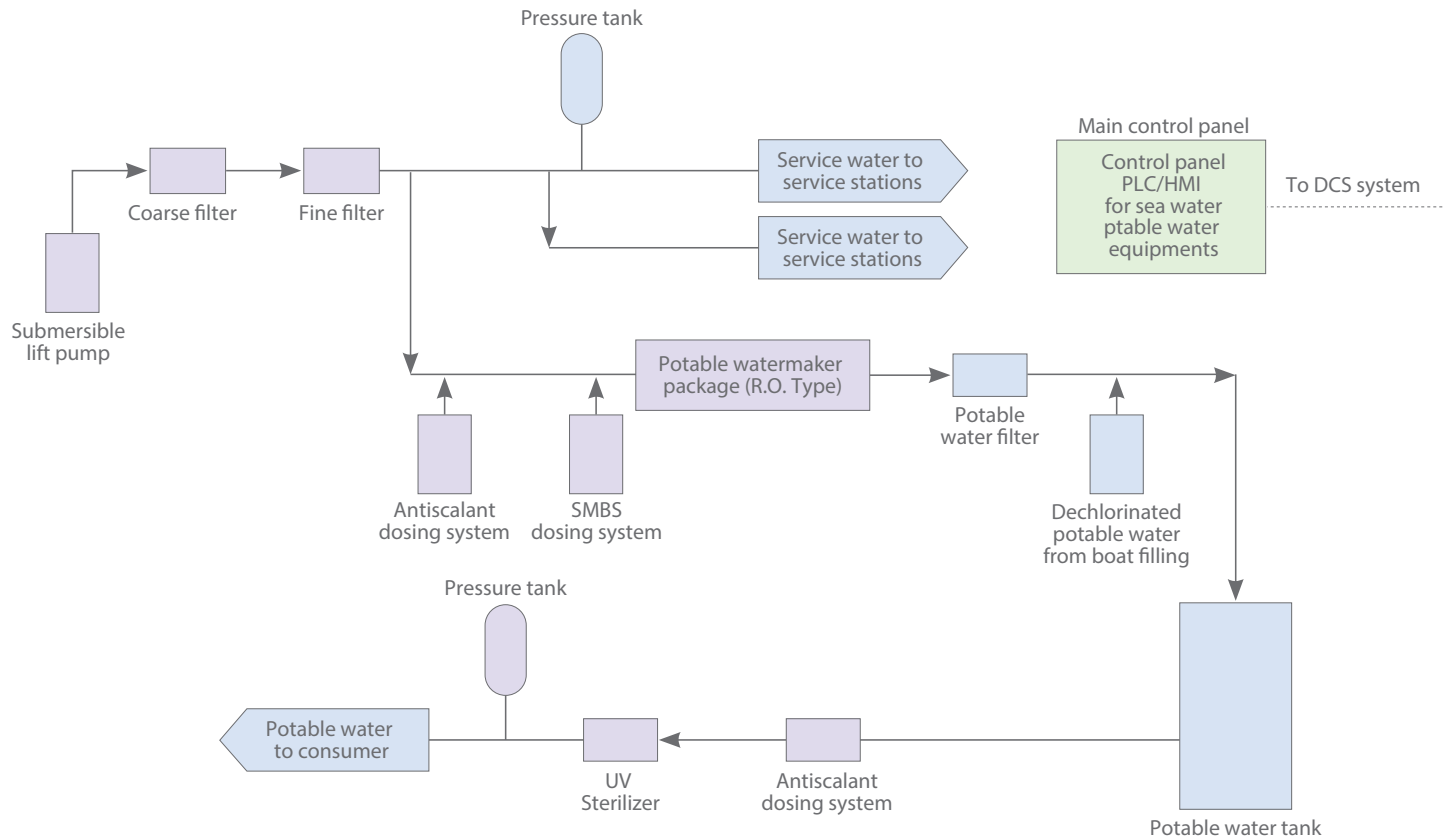 Pressure tank
Main control panel
Service water to
service stations
Control panel
PLC/HMI
for sea water
ptable water
equipments
To DCS system
Coarse filter
Fine filter
Service water to
service stations
Submersible
lift pump
Potable watermaker
package (R.O. Type)
Potable
water filter
Antiscalant
dosing system
SMBS
dosing system
Dechlorinated
potable water
from boat filling
Pressure tank
Potable water
to consumer
UV
Sterilizer
Antiscalant
dosing system
Potable water tank